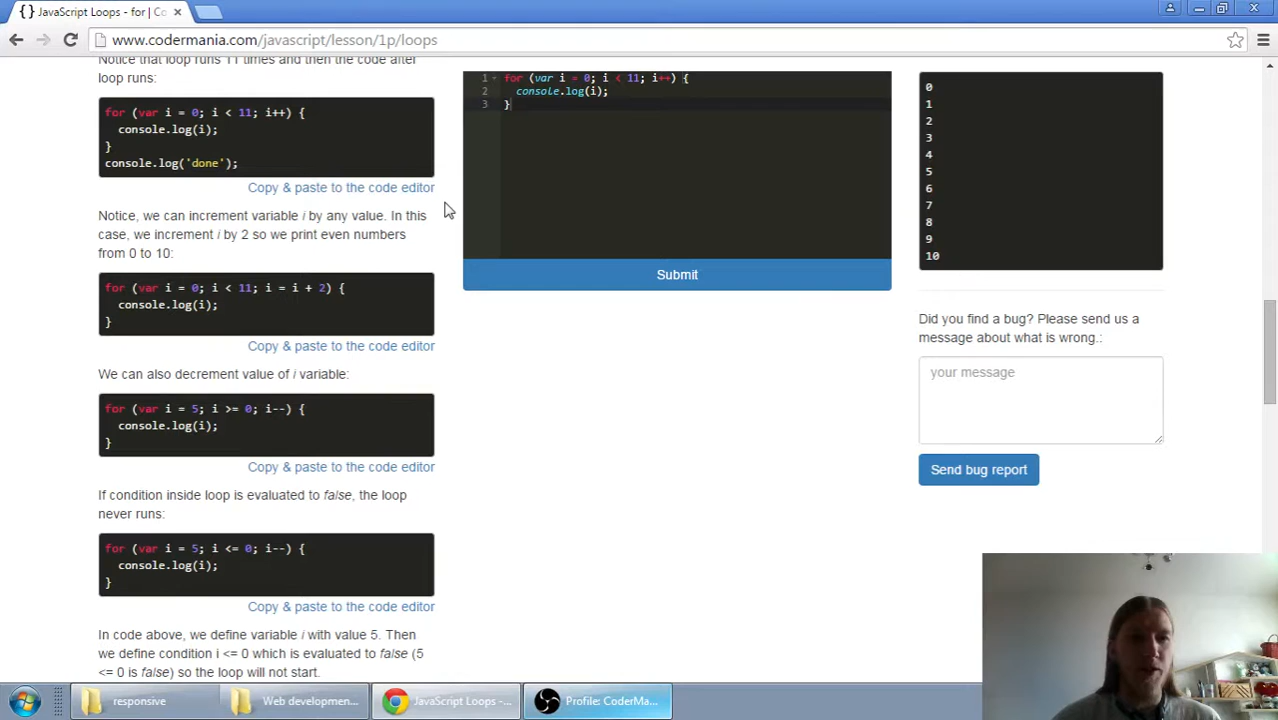 { } JavaScript Loops - for | Co ×
www.codermania.com/javascript/lesson/1p/loops
Notice that loop runs 11 times and then the code after
loop runs:
for (var i = 0; i < 11; i++) {
console.log(i);
}
console.log('done');
Copy & paste to the code editor
Notice, we can increment variable i by any value. In this
case, we increment i by 2 so we print even numbers
from 0 to 10:
for (var i = 0; i < 11; i = i + 2) {
console.log(i);
}
Copy & paste to the code editor
We can also decrement value of i variable:
for (var i = 5; i >= 0; i--) {
console.log(i);
}
Copy & paste to the code editor
If condition inside loop is evaluated to false, the loop
never runs:
for (var i = 5; i <= 0; i--) {
console.log(i);
}
Copy & paste to the code editor
In code above, we define variable i with value 5. Then
we define condition i <= 0 which is evaluated to false (5
<= 0 is false) so the loop will not start.
1 for (var i = 0; i < 11; i++) {
2 console.log(i);
3 }
Submit
0
1
2
3
4
5
6
7
8
9
10
Did you find a bug? Please send us a
message about what is wrong.:
your message
Send bug report
responsive
Web developmen...
JavaScript Loops -...
Profile: CoderMa...